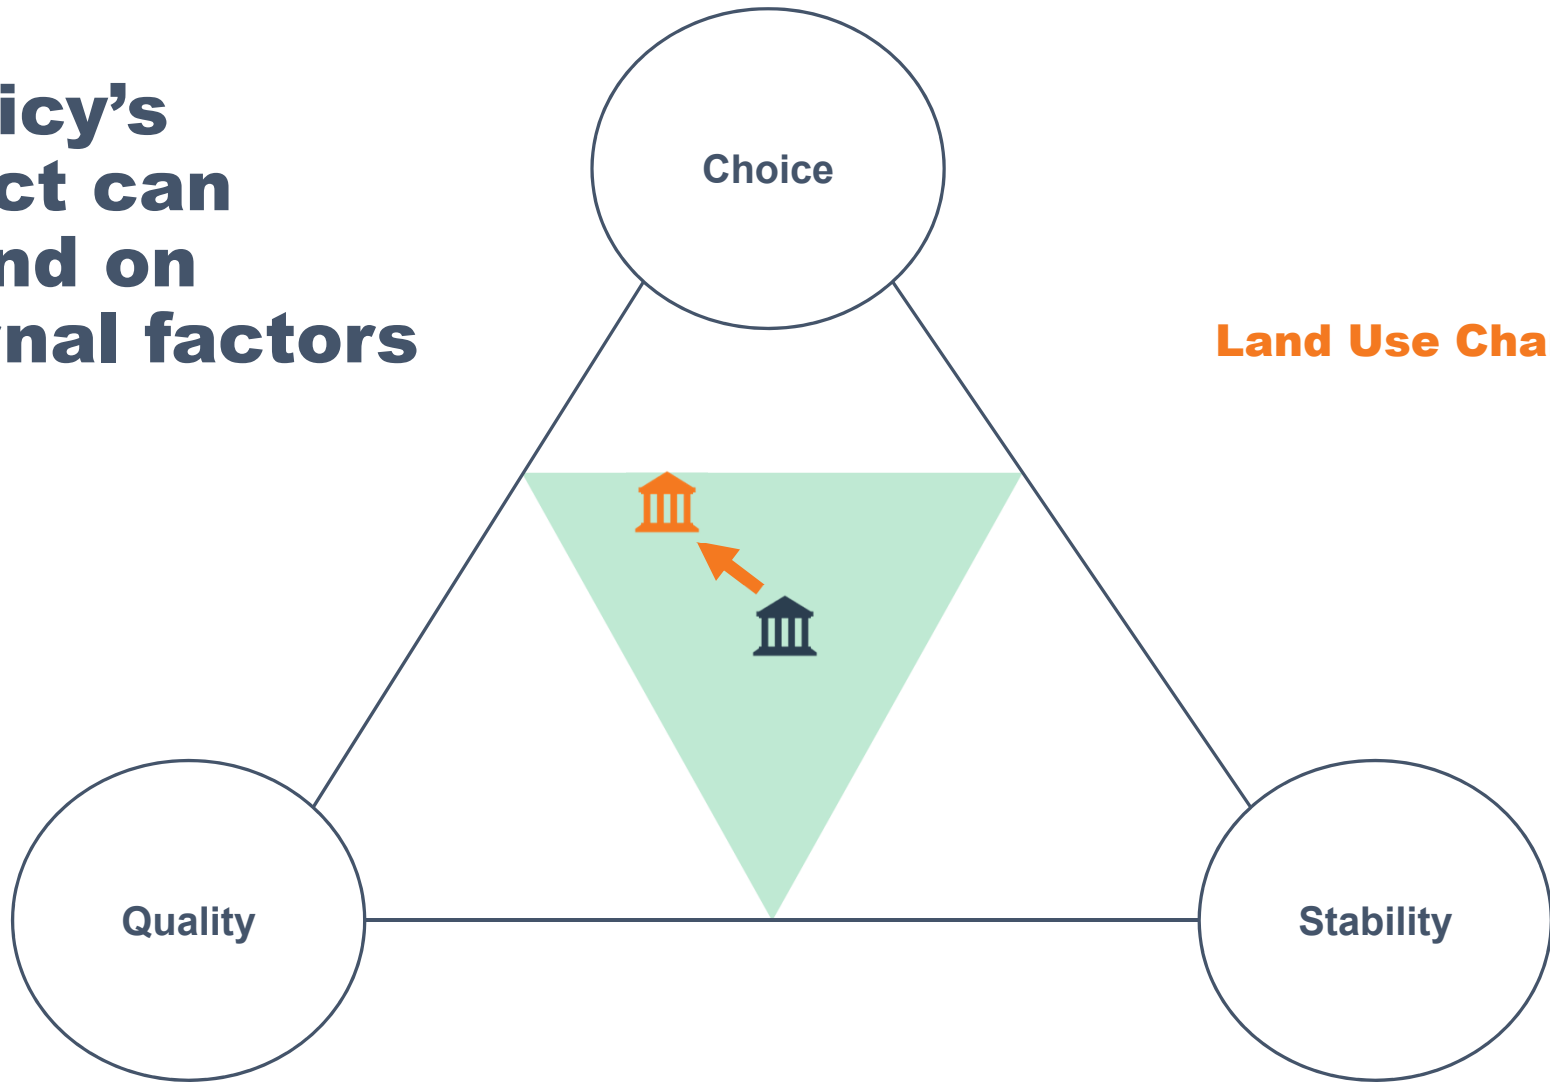 icy’s
ct can
nd on
nal factors
Choice
Land Use Cha
Quality
Stability